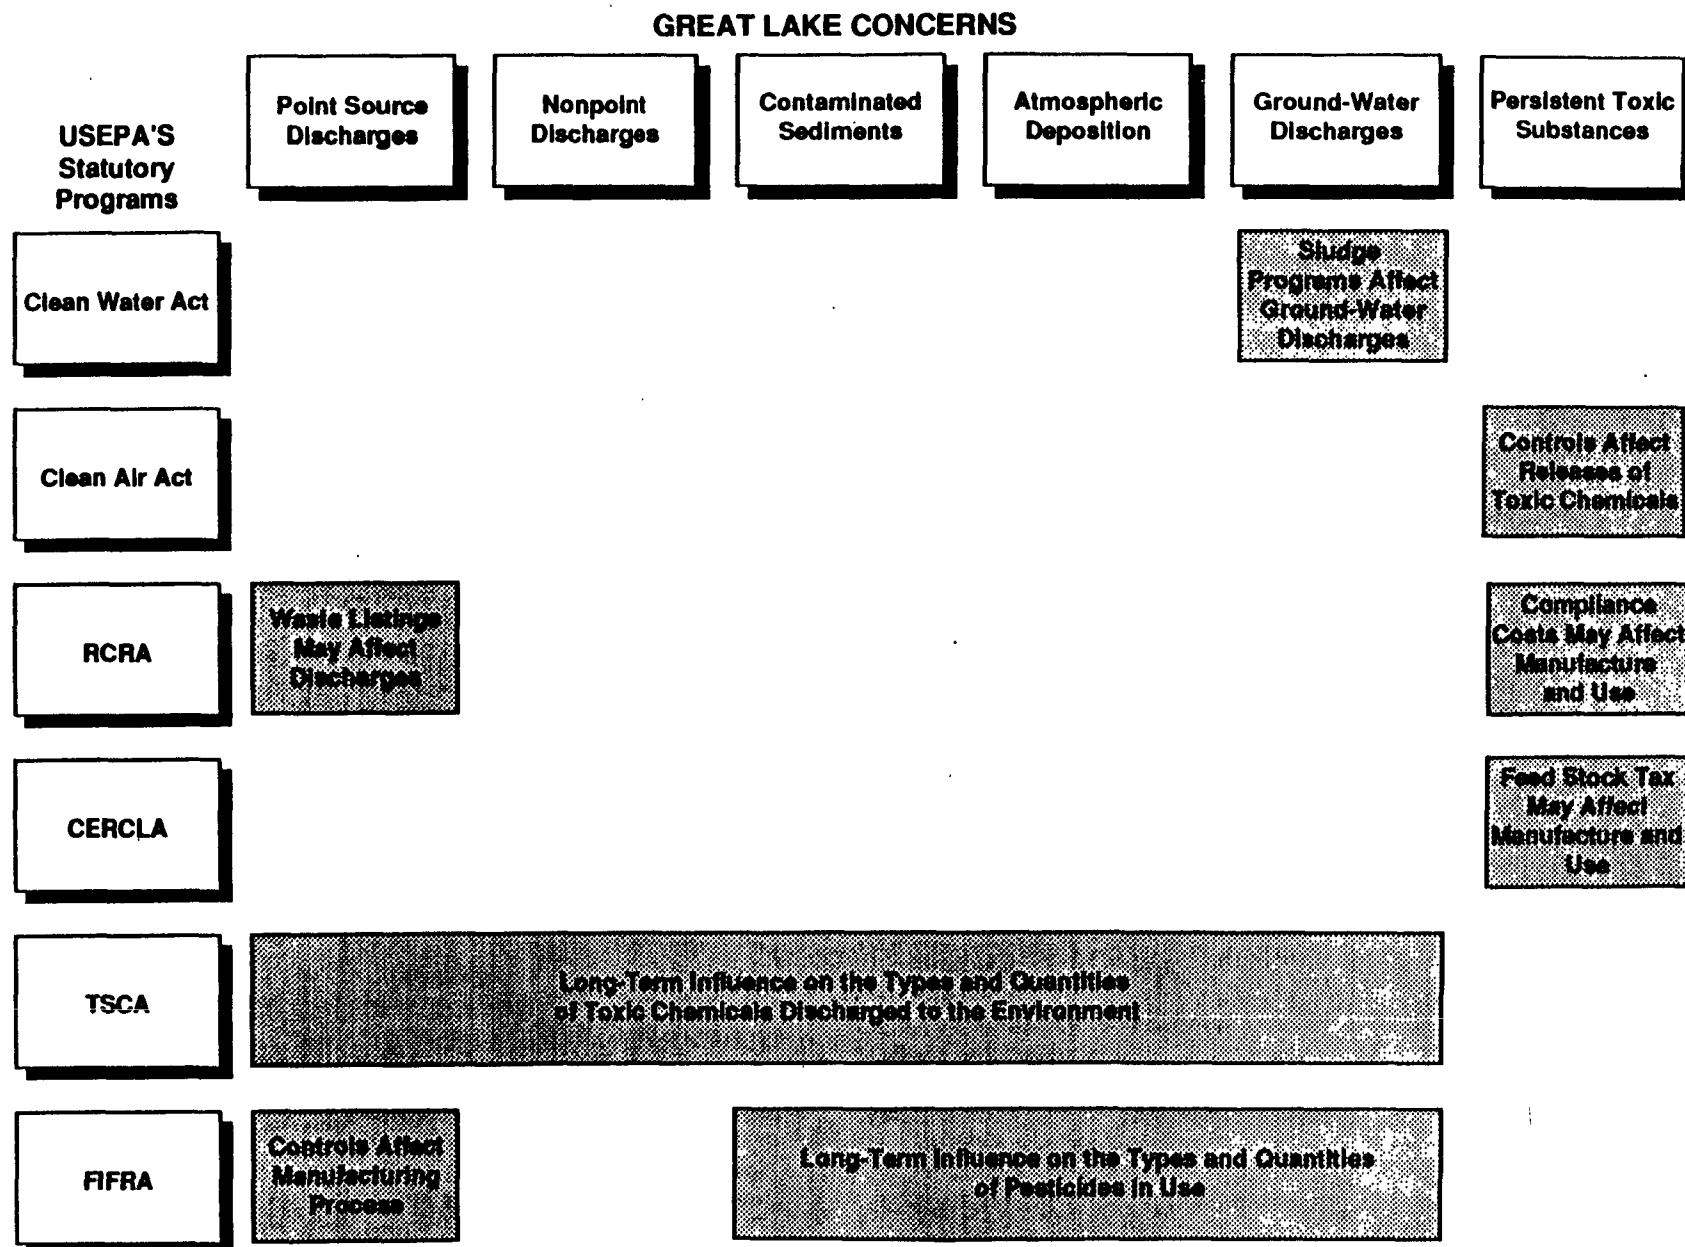 GREAT LAKE CONCERNS
USEPA'S
Statutory
Programs
Point Source
Discharges
Nonpoint
Discharges
Contaminated
Sediments
Atmospheric
Deposition
Ground-Water
Discharges
Persistent Toxic
Substances
Clean Water Act
Sludge
Programs Affect
Ground-Water
Discharges
Clean Air Act
Controls Affect
Releases of
Toxic Chemicals
RCRA
Waste Listings
May Affect
Discharges
Compliance
Costs May Affect
Manufacture
and Use
CERCLA
Feed Stock Tax
May Affect
Manufacture and
Use
TSCA
Long-Term Influence on the Types and Quantities
of Toxic Chemicals Discharged to the Environment
FIFRA
Controls Affect
Manufacturing
Process
Long-Term Influence on the Types and Quantities
of Pesticides in Use